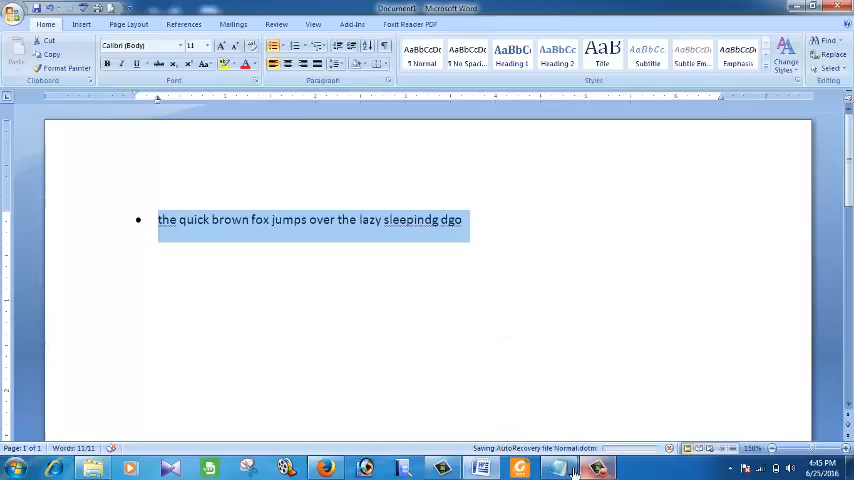 Document1 - Microsoft Word
Home Insert Page Layout References Mailings Review View Add-Ins Foxit Reader PDF
Cut
Copy
Paste
Format Painter
Clipboard
Calibri (Body) 11
Font
Paragraph
AaBbCcDc AaBbCcDc AaBbCc AaBbCc AaB AaBbCc. AaBbCcDc AaBbCcDc
¶ Normal ¶ No Spaci... Heading 1 Heading 2 Title Subtitle Subtle Em... Emphasis
Change Styles
Styles
Find
Replace
Select
Editing
• the quick brown fox jumps over the lazy sleepindg dgo
Page: 1 of 1 Words: 11/11 Saving AutoRecovery file Normal.dotm: 150%
4:45 PM
6/25/2016